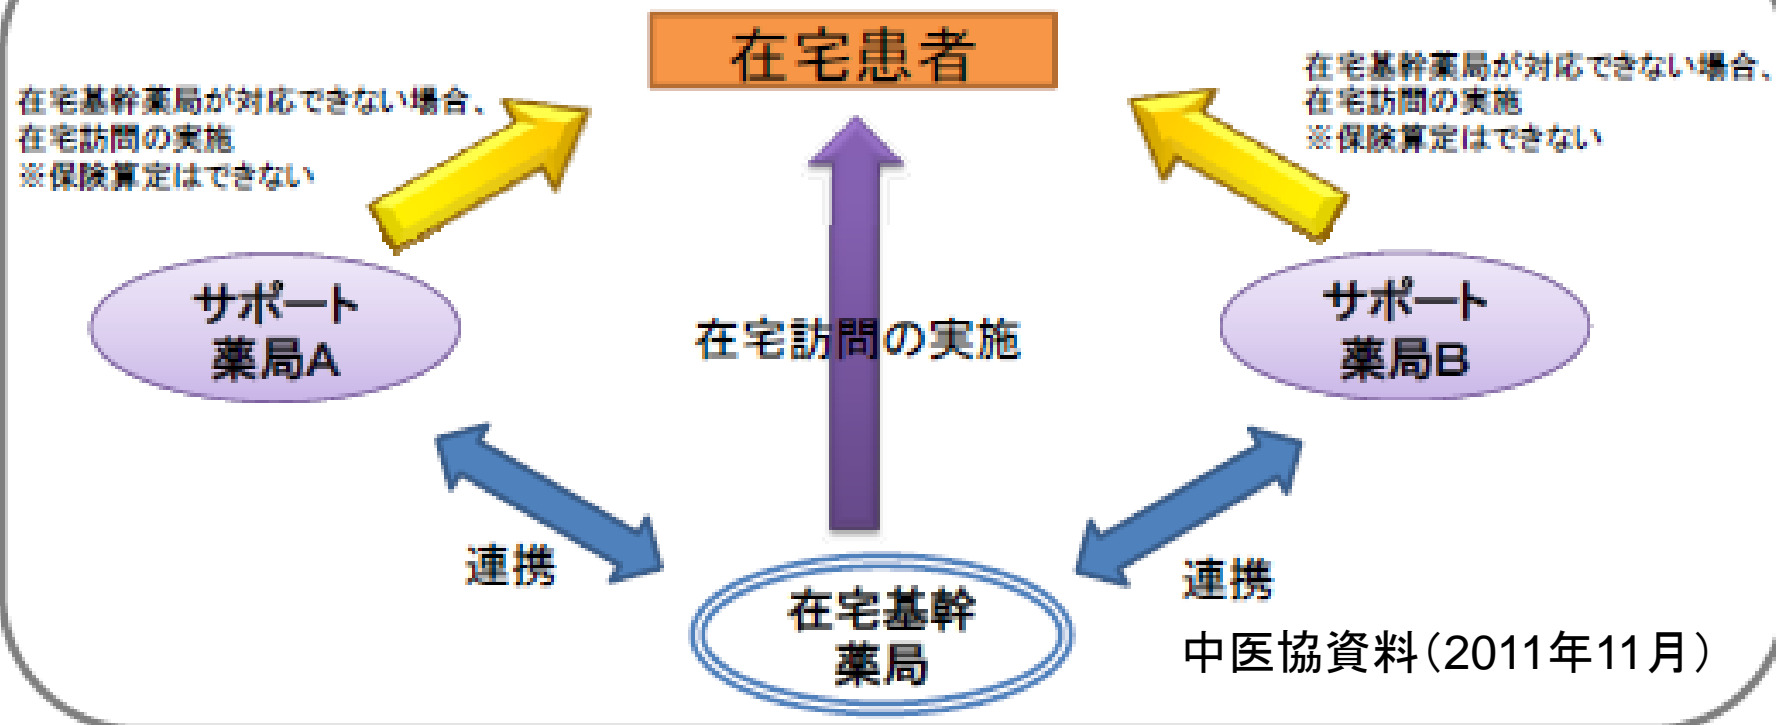 在宅患者
在宅基幹薬局が対応できない場合、
在宅訪問の実施
※保険算定はできない
在宅基幹薬局が対応できない場合、
在宅訪問の実施
※保険算定はできない
サポート
薬局A
在宅訪問の実施
サポート
薬局B
連携
連携
在宅基幹
薬局
中医協資料(2011年11月)